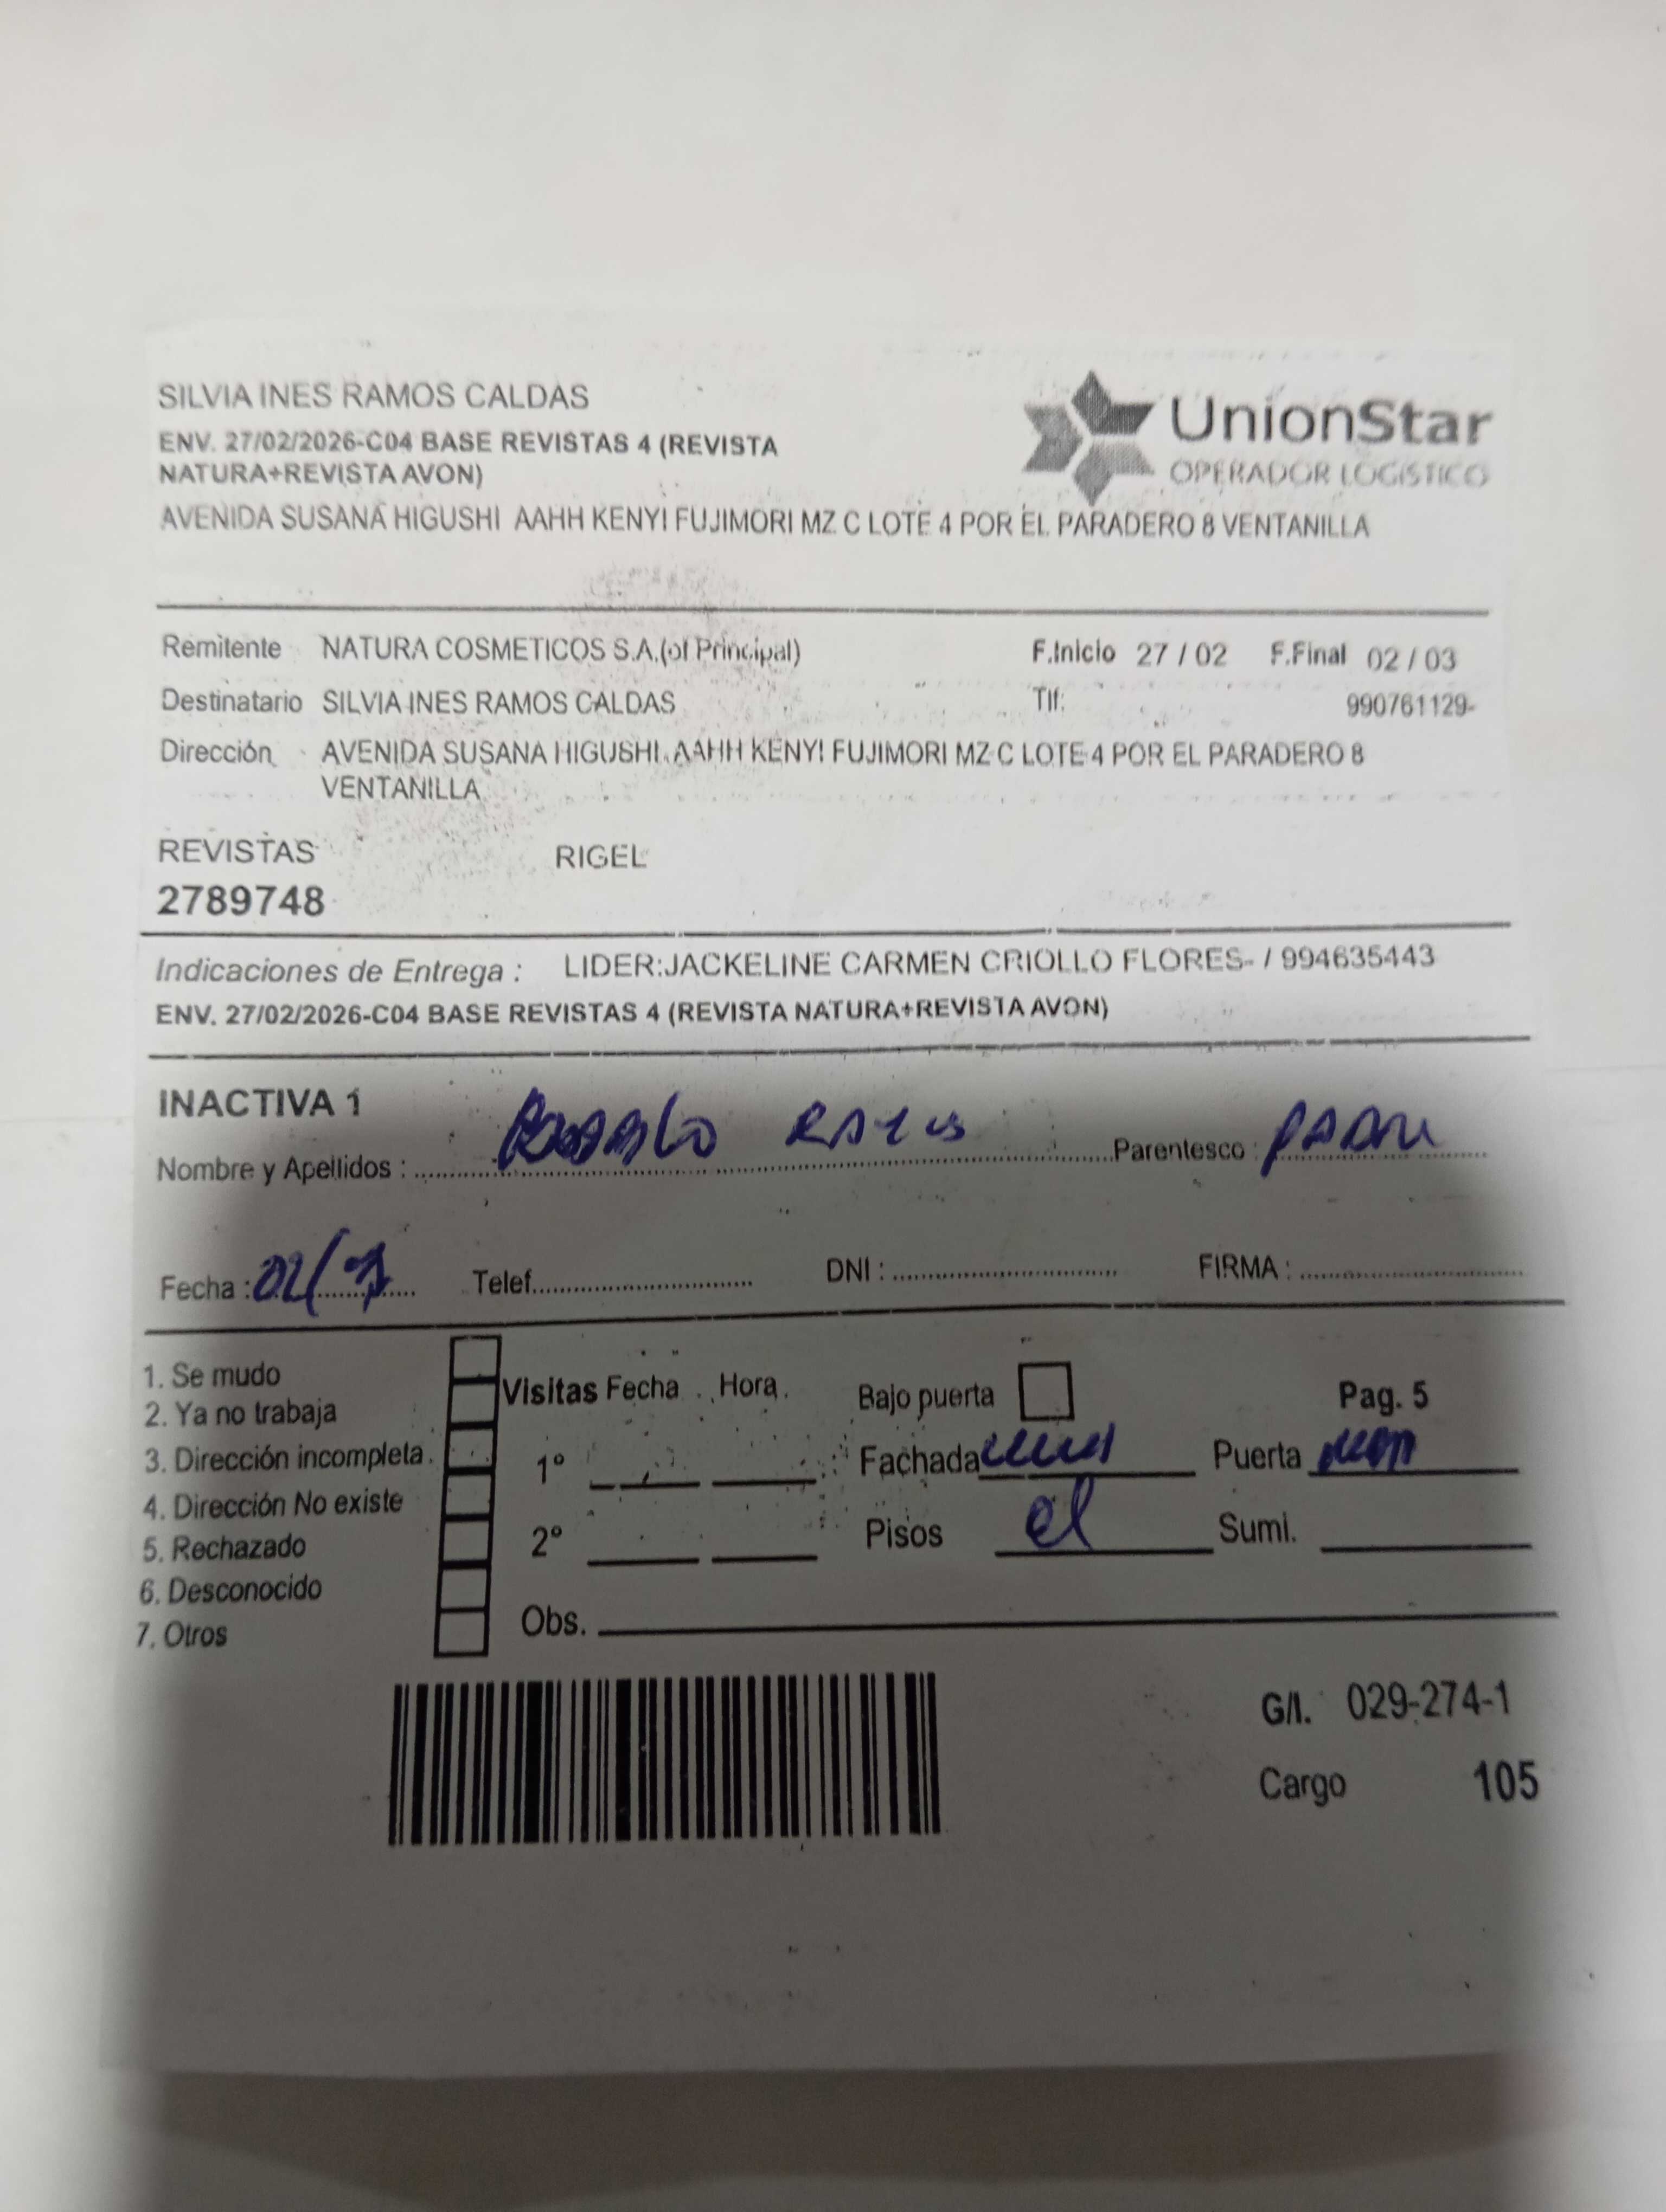 SILVIA INES RAMOS CALDAS
UnionStar
OPERADOR LOGISTICO
ENV. 27/02/2026-C04 BASE REVISTAS 4 (REVISTA
NATURA+REVISTA AVON)
AVENIDA SUSANA HIGUSHI AAHH KENYI FUJIMORI MZ C LOTE 4 POR EL PARADERO 8 VENTANILLA
Remitente NATURA COSMETICOS S.A.(of Principal) F.Inicio 27 / 02 F.Final 02 / 03
Destinatario SILVIA INES RAMOS CALDAS Tlf: 990761129-
Dirección AVENIDA SUSANA HIGUSHI AAHH KENYI FUJIMORI MZ C LOTE 4 POR EL PARADERO 8
VENTANILLA
REVISTAS RIGEL
2789748
Indicaciones de Entrega : LIDER:JACKELINE CARMEN CRIOLLO FLORES- / 994635443
ENV. 27/02/2026-C04 BASE REVISTAS 4 (REVISTA NATURA+REVISTA AVON)
INACTIVA 1
Nombre y Apellidos : Parentesco :
Fecha : Telef. DNI : FIRMA :
1. Se mudo
2. Ya no trabaja
3. Dirección incompleta
4. Dirección No existe
5. Rechazado
6. Desconocido
7. Otros
Visitas Fecha Hora Bajo puerta Pag. 5
1° Fachada Puerta
2° Pisos Sumi.
Obs.
G/I. 029-274-1
Cargo 105